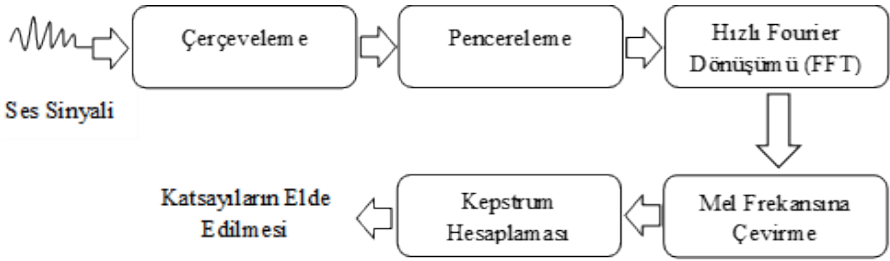 Ses Sinyali
Çerçeveleme
Pencereleme
Hızlı Fourier
Dönüşümü (FFT)
Mel Frekansına
Çevirme
Kepstrum
Hesaplaması
Katsayıların Elde
Edilmesi